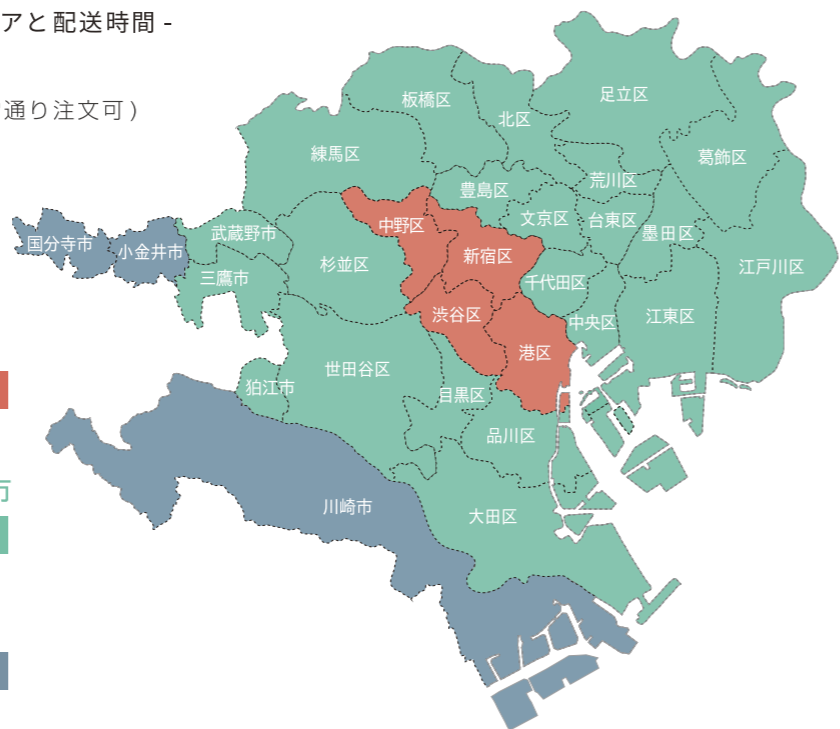 アと配送時間 -
通り注文可)
足立区
板橋区
北区
練馬区
葛飾区
荒川区
豊島区
文京区
台東区
中野区
武蔵野市
墨田区
国分寺市
小金井市
新宿区
杉並区
江戸川区
三鷹市
千代田区
渋谷区
中央区
江東区
港区
世田谷区
狛江市
目黒区
品川区
市
川崎市
大田区